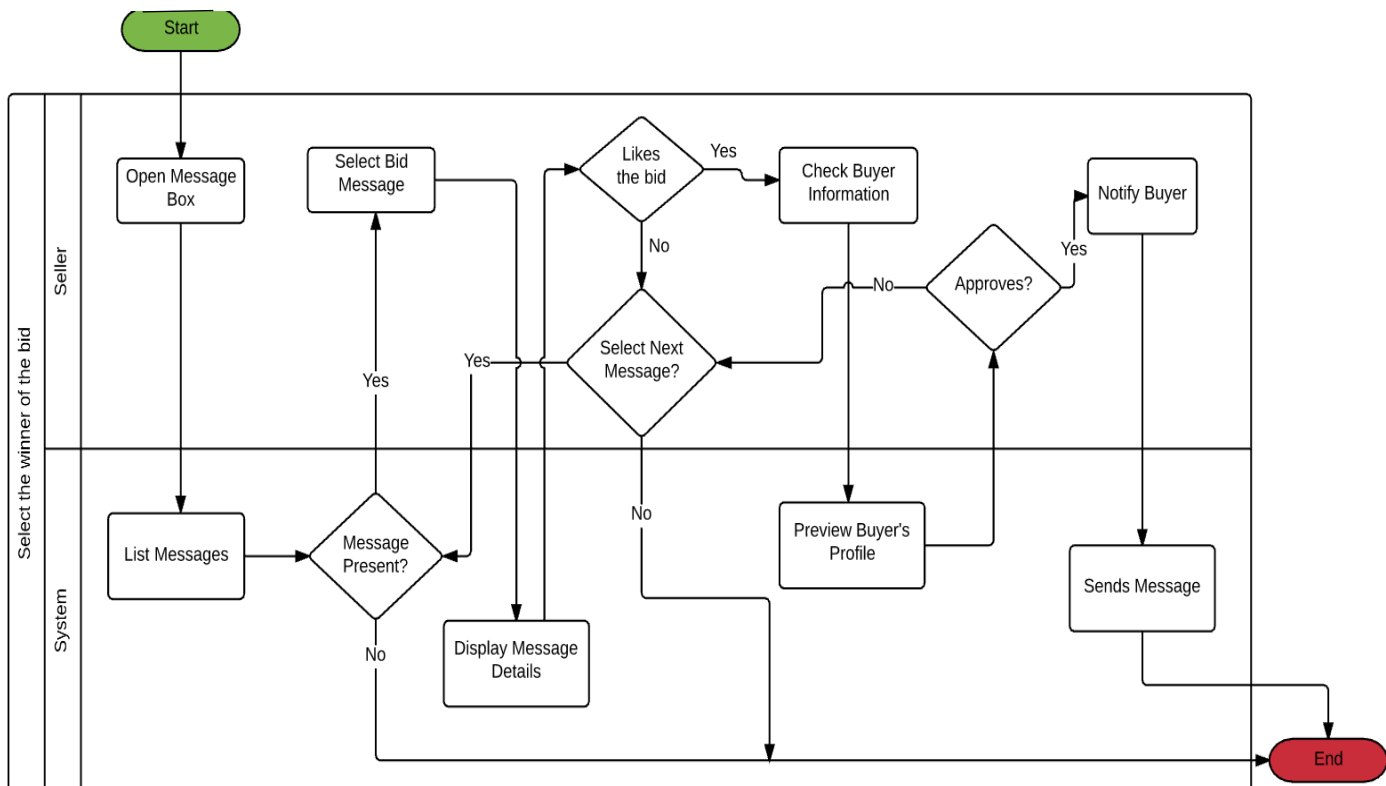 Start
Select the winner of the bid
Seller
System
Open Message
Box
Select Bid
Message
Likes
the bid
Yes
Check Buyer
Information
Notify Buyer
No
Yes
Approves?
No
Select Next
Message?
Yes
Yes
No
List Messages
Message
Present?
Preview Buyer's
Profile
Sends Message
No
Display Message
Details
End